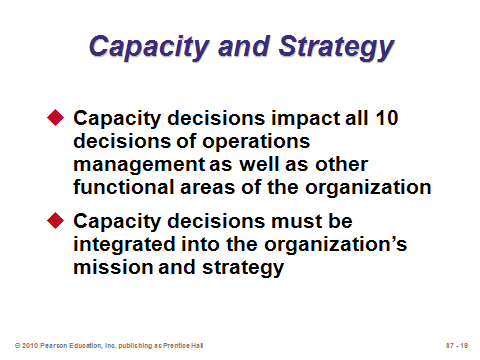 Capacity and Strategy
Capacity decisions impact all 10
decisions of operations
management as well as other
functional areas of the organization
Capacity decisions must be
integrated into the organization's
mission and strategy
© 2010 Pearson Education, Inc. publishing as Prentice Hall
S7 - 19